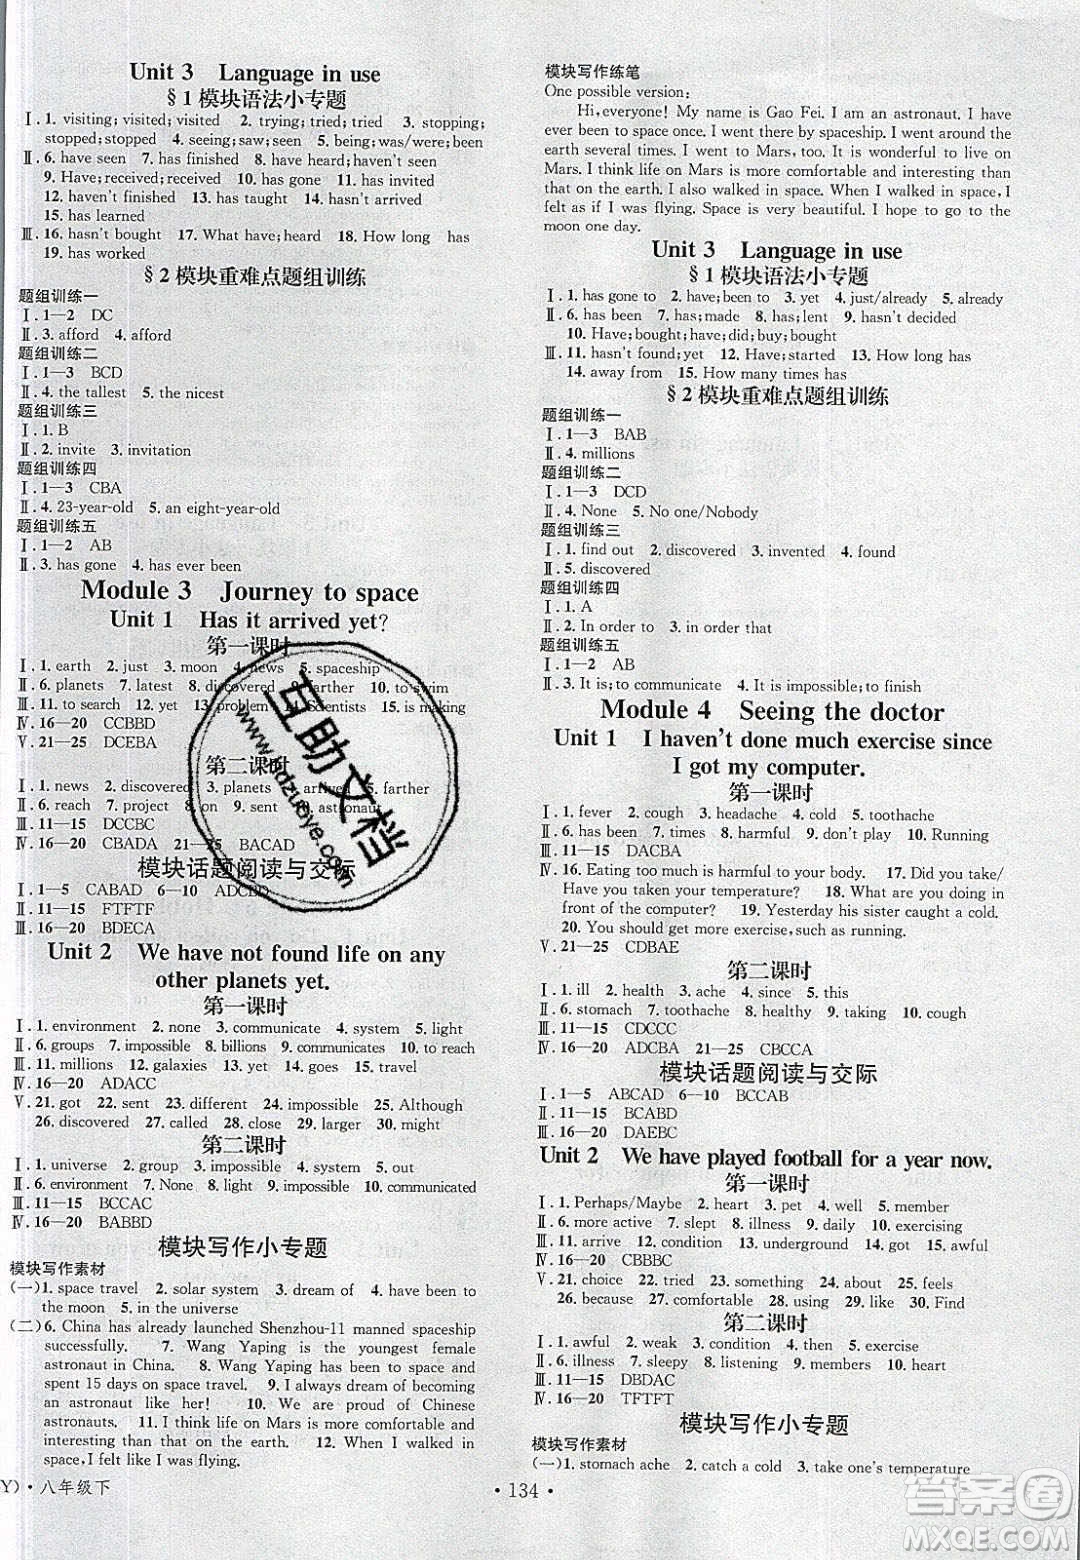 Unit 3 Language in use
§1模块语法小专题
Ⅰ. 1. visiting; visited; visited 2. trying; tried; tried 3. stopping;
stopped; stopped 4. seeing; saw; seen 5. being; was/were; been
Ⅱ. 6. have seen 7. has finished 8. have heard; haven't seen
9. Have; received; received 10. has gone 11. have lived
12. haven't finished 13. has taught 14. hasn't arrived
15. has learned
Ⅲ. 16. hasn't bought 17. What have; heard 18. How long has
19. has worked
§2模块重难点题组训练
题组训练一
Ⅰ. 1—2 DC
Ⅱ. 3. afford 4. afford
题组训练二
Ⅰ. 1—3 BCD
Ⅱ. 4. the tallest 5. the nicest
题组训练三
Ⅰ. 1. B
Ⅱ. 2. invite 3. invitation
题组训练四
Ⅰ. 1—3 CBA
Ⅱ. 4. 23-year-old 5. an eight-year-old
题组训练五
Ⅰ. 1—2 AB
Ⅱ. 3. has gone 4. has ever been
Module 3 Journey to space
Unit 1 Has it arrived yet?
第一课时
Ⅰ. 1. earth 2. just 3. moon 4. news 5. spaceship
Ⅱ. 6. planets 7. latest 8. discovered 9. farther 10. to swim
Ⅲ. 11. to search 12. yet 13. problem 14. Scientists 15. is making
Ⅳ. 16—20 CCBBD
Ⅴ. 21—25 DCEBA
第二课时
Ⅰ. 1. news 2. discovered 3. planets 4. arrived 5. farther
Ⅱ. 6. reach 7. project 8. on 9. sent 10. astronaut
Ⅲ. 11—15 DCCBC
Ⅳ. 16—20 CBADA 21—25 BACAD
模块话题阅读与交际
Ⅰ. 1—5 CABAD 6—10 ADCDD
Ⅱ. 11—15 FTFTF
Ⅲ. 16—20 BDECA
Unit 2 We have not found life on any
other planets yet.
第一课时
Ⅰ. 1. environment 2. none 3. communicate 4. system 5. light
Ⅱ. 6. groups 7. impossible 8. billions 9. communicates 10. to reach
Ⅲ. 11. millions 12. galaxies 13. yet 14. goes 15. travel
Ⅳ. 16—20 ADACC
Ⅴ. 21. got 22. sent 23. different 24. impossible 25. Although
26. discovered 27. called 28. close 29. larger 30. might
第二课时
Ⅰ. 1. universe 2. group 3. impossible 4. system 5. out
Ⅱ. 6. environment 7. None 8. light 9. impossible 10. communicated
Ⅲ. 11—15 BCCAC
Ⅳ. 16—20 BABBD
模块写作小专题
模块写作素材
(一)1. space travel 2. solar system 3. dream of 4. have been to
the moon 5. in the universe
(二)6. China has already launched Shenzhou-11 manned spaceship
successfully. 7. Wang Yaping is the youngest female
astronaut in China. 8. Wang Yaping has been to space and
spent 15 days on space travel. 9. I always dream of becoming
an astronaut like her! 10. We are proud of Chinese
astronauts. 11. I think life on Mars is more comfortable and
interesting than that on the earth. 12. When I walked in
space, I felt like I was flying.
模块写作练笔
One possible version:
Hi, everyone! My name is Gao Fei. I am an astronaut. I have
ever been to space once. I went there by spaceship. I went around the
earth several times. I went to Mars, too. It is wonderful to live on
Mars. I think life on Mars is more comfortable and interesting than
that on the earth. I also walked in space. When I walked in space, I
felt as if I was flying. Space is very beautiful. I hope to go to the
moon one day.
Unit 3 Language in use
§1模块语法小专题
Ⅰ. 1. has gone to 2. have; been to 3. yet 4. just/already 5. already
Ⅱ. 6. has been 7. has; made 8. has; lent 9. hasn't decided
10. Have; bought; have; did; buy; bought
Ⅲ. 11. hasn't found; yet 12. Have; started 13. How long has
14. away from 15. How many times has
§2模块重难点题组训练
题组训练一
Ⅰ. 1—3 BAB
Ⅱ. 4. millions
题组训练二
Ⅰ. 1—3 DCD
Ⅱ. 4. None 5. No one/Nobody
题组训练三
Ⅰ. 1. find out 2. discovered 3. invented 4. found
Ⅱ. 5. discovered
题组训练四
Ⅰ. 1. A
Ⅱ. 2. In order to 3. in order that
题组训练五
Ⅰ. 1—2 AB
Ⅱ. 3. It is; to communicate 4. It is impossible; to finish
Module 4 Seeing the doctor
Unit 1 I haven't done much exercise since
I got my computer.
第一课时
Ⅰ. 1. fever 2. cough 3. headache 4. cold 5. toothache
Ⅱ. 6. has been 7. times 8. harmful 9. don't play 10. Running
Ⅲ. 11—15 DACBA
Ⅳ. 16. Eating too much is harmful to your body. 17. Did you take/
Have you taken your temperature? 18. What are you doing in
front of the computer? 19. Yesterday his sister caught a cold.
20. You should get more exercise, such as running.
Ⅴ. 21—25 CDBAE
第二课时
Ⅰ. 1. ill 2. health 3. ache 4. since 5. this
Ⅱ. 6. stomach 7. toothache 8. healthy 9. taking 10. cough
Ⅲ. 11—15 CDCCC
Ⅳ. 16—20 ADCBA 21—25 CBCCA
模块话题阅读与交际
Ⅰ. 1—5 ABCAD 6—10 BCCAB
Ⅱ. 11—15 BCABD
Ⅲ. 16—20 DAEBC
Unit 2 We have played football for a year now.
第一课时
Ⅰ. 1. Perhaps/Maybe 2. heart 3. pet 4. well 5. member
Ⅱ. 6. more active 7. slept 8. illness 9. daily 10. exercising
Ⅲ. 11. arrive 12. condition 13. underground 14. took part
Ⅳ. 16—20 CBBBC
Ⅴ. 21. choice 22. tried 23. something 24. about 25. feels
26. because 27. comfortable 28. using 29. like 30. Find
第二课时
Ⅰ. 1. awful 2. weak 3. condition 4. then 5. exercise
Ⅱ. 6. illness 7. sleepy 8. listening 9. members 10. heart
Ⅲ. 11—15 DBDAC
Ⅳ. 16—20 TFTFT
模块写作小专题
模块写作素材
(一)1. stomach ache 2. catch a cold 3. take one's temperature
Y)·八年级下
·134·
互助文档
www.hdzuoye.com
答案圈
MXQE.COM